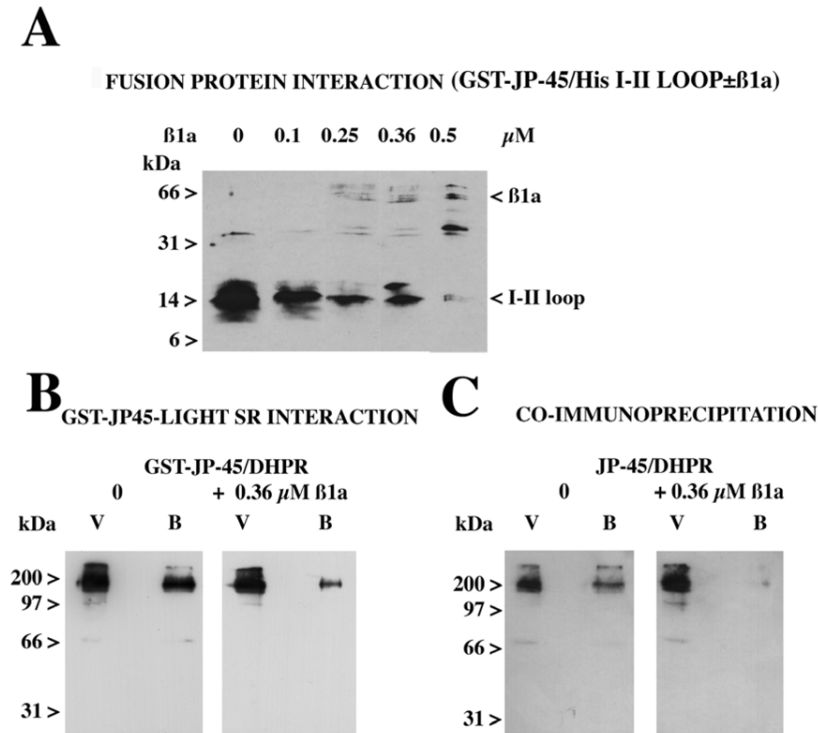 A
FUSION PROTEIN INTERACTION (GST-JP-45/His I-II LOOP±ß1a)
ß1a 0 0.1 0.25 0.36 0.5 µM
kDa
66 > < ß1a
31 >
14 > < I-II loop
6 >
B
GST-JP45-LIGHT SR INTERACTION
GST-JP-45/DHPR
0 + 0.36 µM ß1a
kDa V B V B
200 >
97 >
66 >
31 >
C
CO-IMMUNOPRECIPITATION
JP-45/DHPR
0 + 0.36 µM ß1a
kDa V B V B
200 >
97 >
66 >
31 >